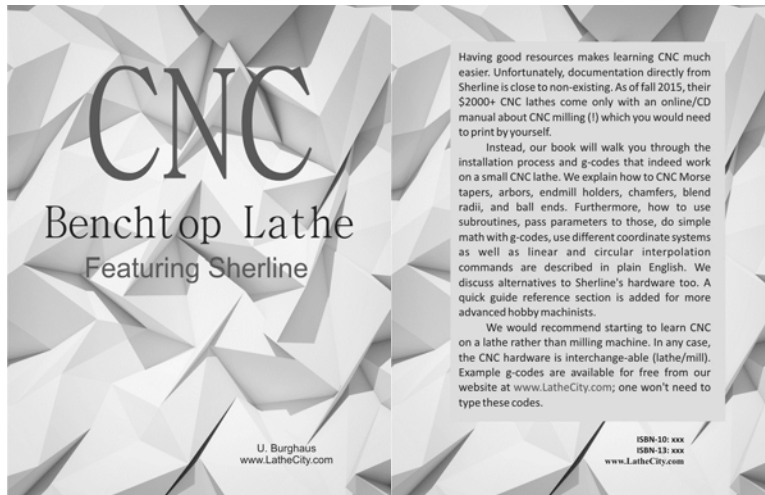 CNC
Benchtop Lathe
Featuring Sherline
U. Burghaus
www.LatheCity.com
Having good resources makes learning CNC much
easier. Unfortunately, documentation directly from
Sherline is close to non-existing. As of fall 2015, their
$2000+ CNC lathes come only with an online/CD
manual about CNC milling (!) which you would need
to print by yourself.
Instead, our book will walk you through the
installation process and g-codes that indeed work
on a small CNC lathe. We explain how to CNC Morse
tapers, arbors, endmill holders, chamfers, blend
radii, and ball ends. Furthermore, how to use
subroutines, pass parameters to those, do simple
math with g-codes, use different coordinate systems
as well as linear and circular interpolation
commands are described in plain English. We
discuss alternatives to Sherline's hardware too. A
quick guide reference section is added for more
advanced hobby machinists.
We would recommend starting to learn CNC
on a lathe rather than milling machine. In any case,
the CNC hardware is interchange-able (lathe/mill).
Example g-codes are available for free from our
website at www.LatheCity.com; one won't need to
type these codes.
ISBN-10: xxx
ISBN-13: xxx
www.LatheCity.com